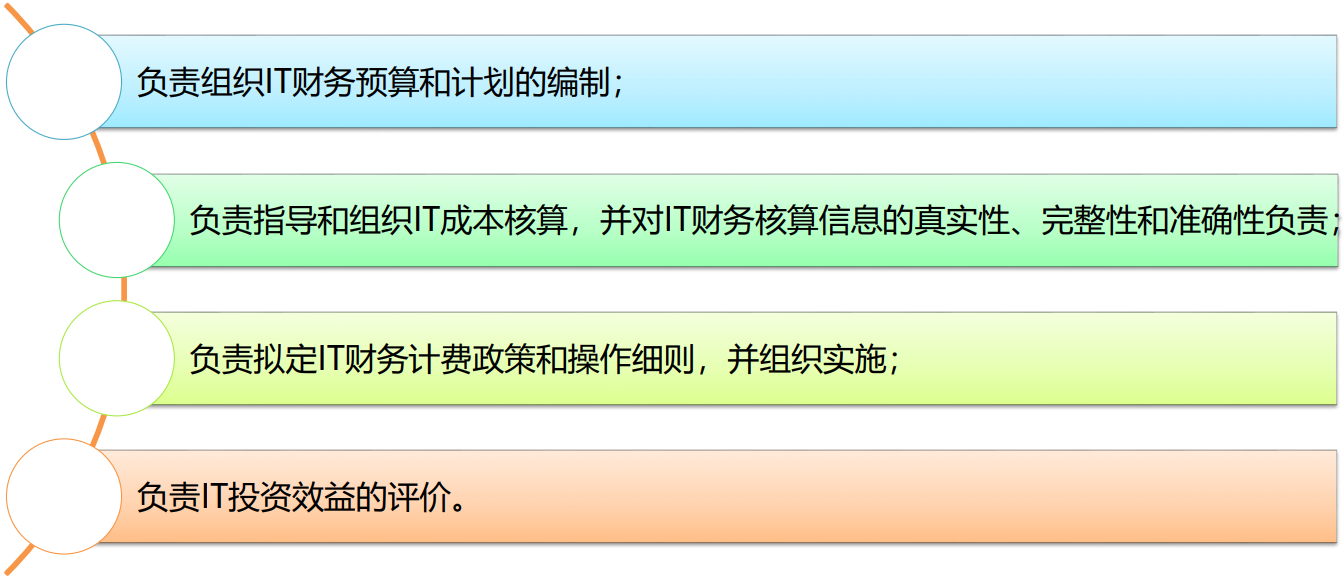 负责组织IT财务预算和计划的编制；
负责指导和组织IT成本核算，并对IT财务核算信息的真实性、完整性和准确性负责；
负责拟定IT财务计费政策和操作细则，并组织实施；
负责IT投资效益的评价。